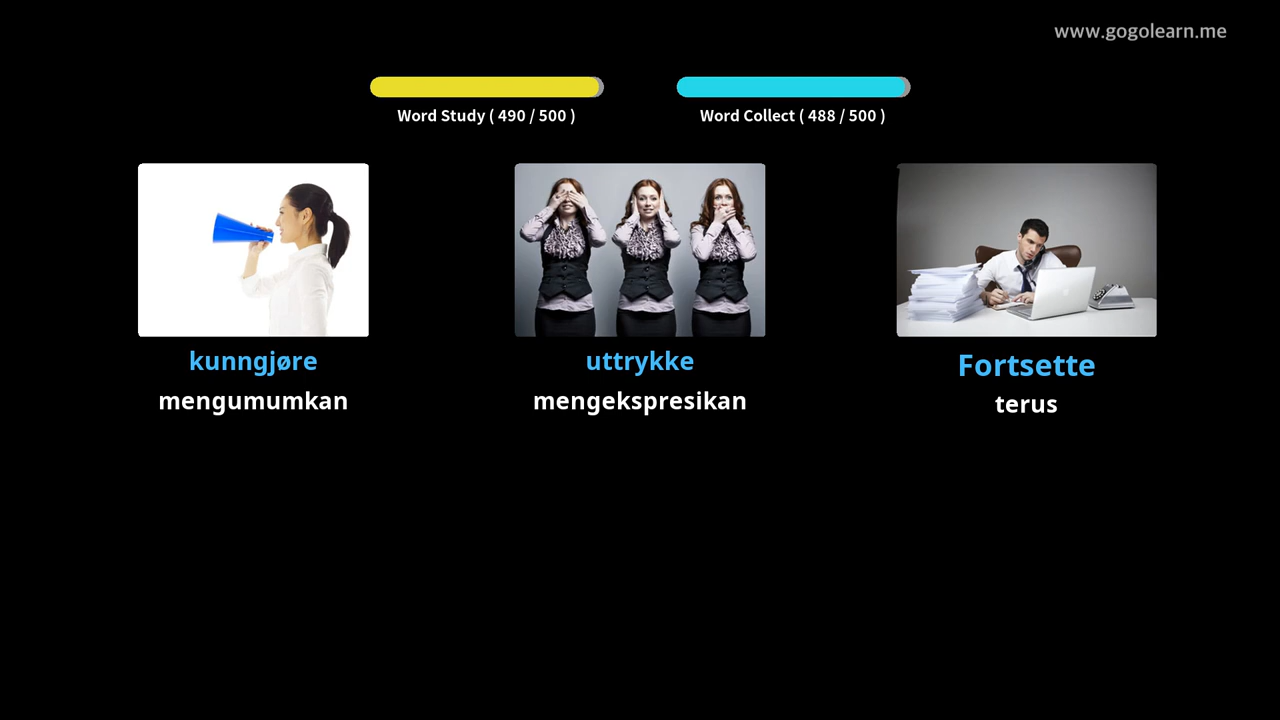 www.gogolearn.me
Word Study ( 490 / 500 )
Word Collect ( 488 / 500 )
kunngjøre
mengumumkan
uttrykke
mengekspresikan
Fortsette
terus